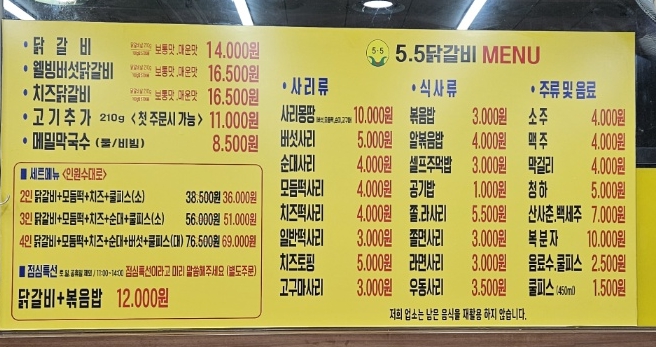 5.5 5.5닭갈비 MENU
• 닭 갈 비 보통맛,매운맛 14.000원
• 웰빙버섯닭갈비 보통맛,매운맛 16.500원
• 치즈닭갈비 보통맛,매운맛 16.500원
• 고기추가 210g <첫 주문시 가능> 11.000원
• 메밀막국수 (물/비빔) 8.500원
■ 세트메뉴 <인원수대로>
2인 닭갈비+모듬떡+치즈+쿨피스(소) 38.500원 36.000원
3인 닭갈비+모듬떡+치즈+순대+쿨피스(소) 56.000원 51.000원
4인 닭갈비+모듬떡+치즈+순대+버섯+쿨피스(대) 76.500원 69.000원
■ 점심특선 토.일.공휴일 제외 / 11:00~14:00 점심특선이라고 미리 말씀해주세요 (별도주문)
닭갈비+볶음밥 12.000원
• 사리류
사리몽땅 10.000원
버섯사리 5.000원
순대사리 4.000원
모듬떡사리 4.000원
치즈떡사리 4.000원
일반떡사리 3.000원
치즈토핑 5.000원
고구마사리 3.000원
• 식사류
볶음밥 3.000원
알볶음밥 4.000원
셀프주먹밥 3.000원
공기밥 1.000원
쫄.라사리 5.500원
쫄면사리 3.000원
라면사리 3.000원
우동사리 3.500원
• 주류 및 음료
소 주 4.000원
맥 주 4.000원
막걸리 4.000원
청 하 5.000원
산사춘.백세주 7.000원
복 분 자 10.000원
음료수.쿨피스 2.500원
쿨피스 (450ml) 1.500원
저희 업소는 남은 음식물 재활용 하지 않습니다.